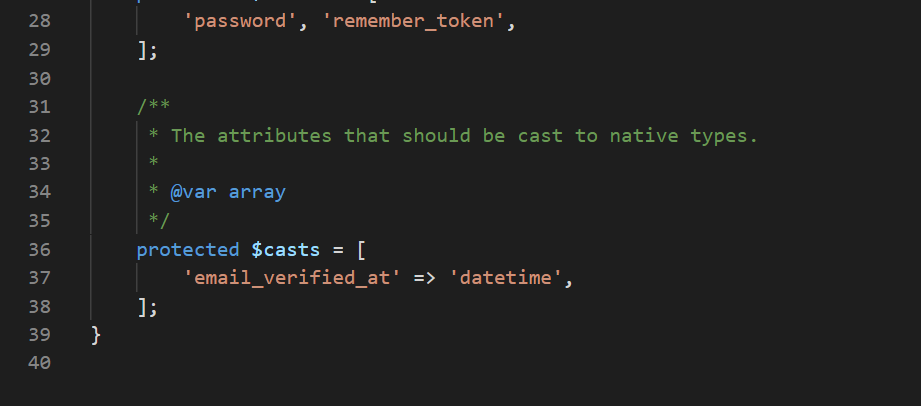 28 'password', 'remember_token',
29 ];
30
31 /**
32 * The attributes that should be cast to native types.
33 *
34 * @var array
35 */
36 protected $casts = [
37 'email_verified_at' => 'datetime',
38 ];
39 }
40